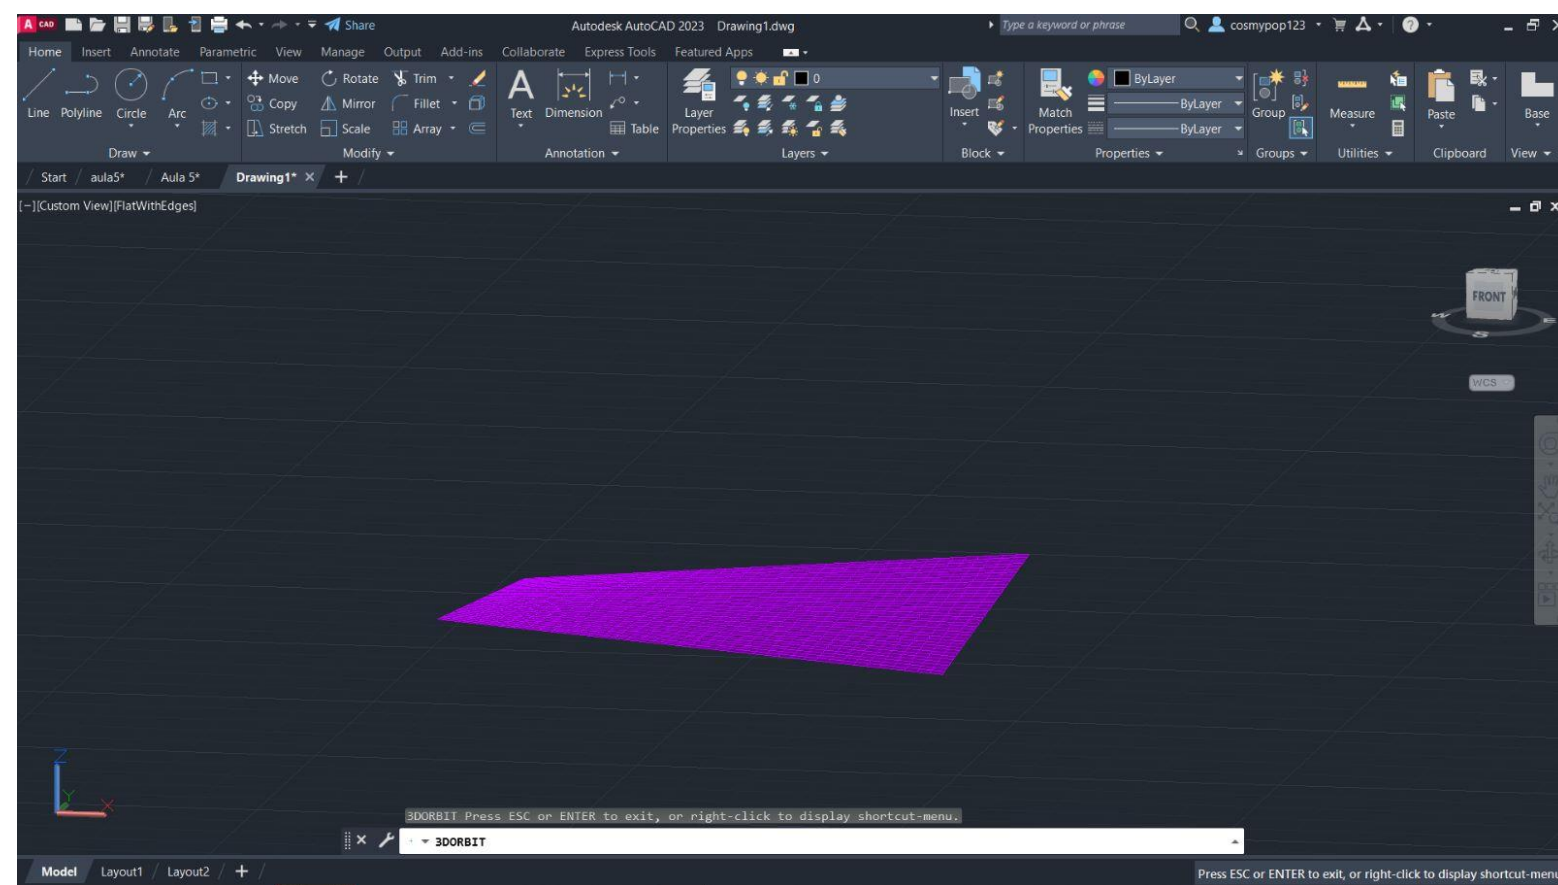 A CAD Share Autodesk AutoCAD 2023 Drawing1.dwg Type a keyword or phrase cosmypop123
Home Insert Annotate Parametric View Manage Output Add-ins Collaborate Express Tools Featured Apps
Line Polyline Circle Arc
Move Rotate Trim
Copy Mirror Fillet
Stretch Scale Array
Text Dimension
Table
Layer
Properties
0
Insert
Match
Properties
ByLayer
ByLayer
ByLayer
Group
Measure
Paste
Base
Draw Modify Annotation Layers Block Properties Groups Utilities Clipboard View
Start aula5* Aula 5* Drawing1*
[−][Custom View][FlatWithEdges]
FRONT
W
S
E
WCS
Z
Y
X
3DORBIT Press ESC or ENTER to exit, or right-click to display shortcut-menu.
3DORBIT
Model Layout1 Layout2
Press ESC or ENTER to exit, or right-click to display shortcut-menu